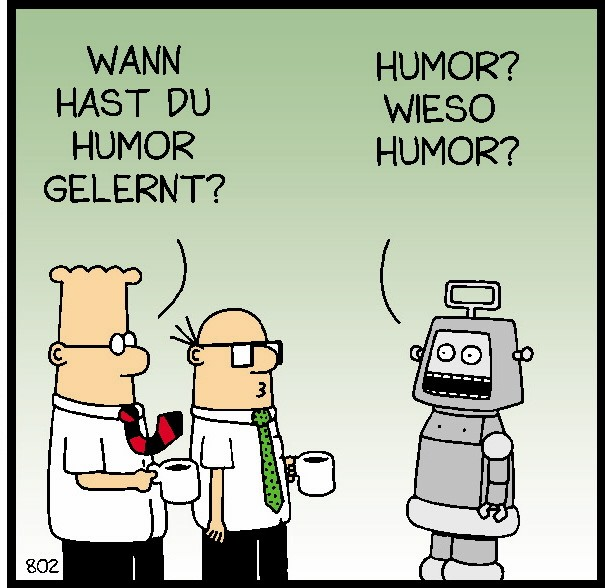 WANN
HAST DU
HUMOR
GELERNT?
HUMOR?
WIESO
HUMOR?
802